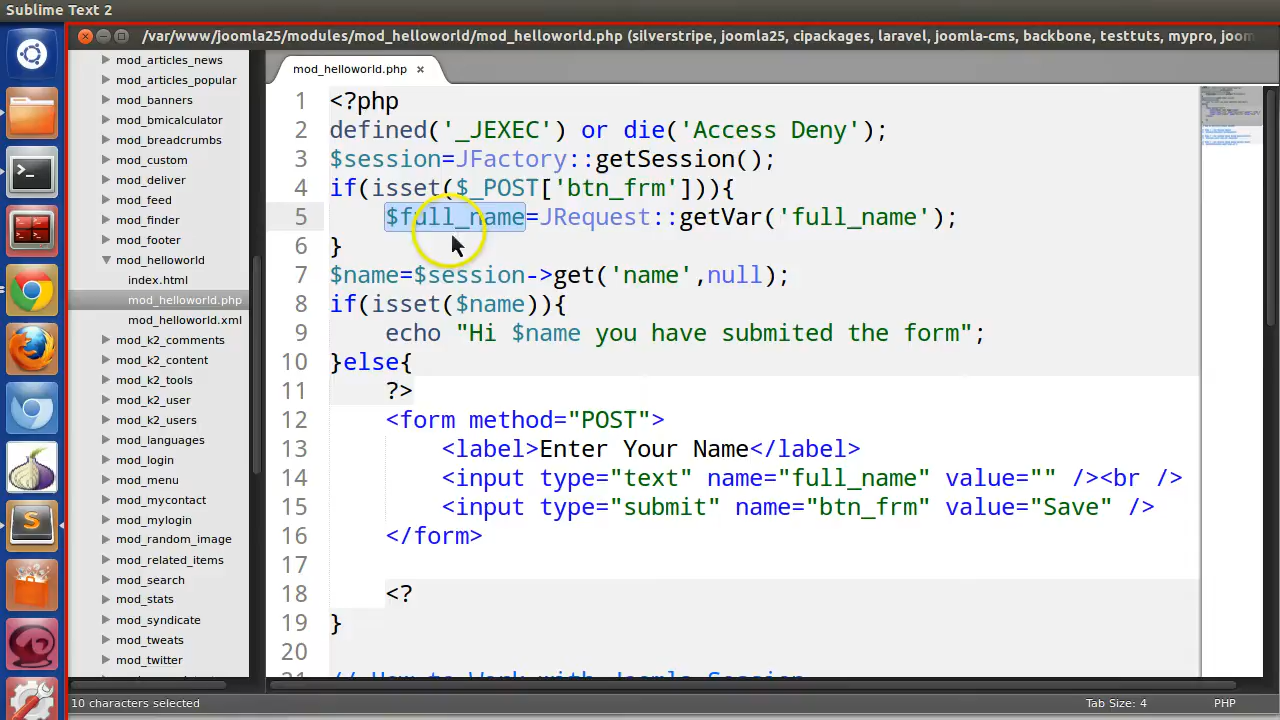 Sublime Text 2
/var/www/joomla25/modules/mod_helloworld/mod_helloworld.php (silverstripe, joomla25, cipackages, laravel, joomla-cms, backbone, testtuts, mypro, joom
mod_articles_news
mod_articles_popular
mod_banners
mod_bmicalculator
mod_breadcrumbs
mod_custom
mod_deliver
mod_feed
mod_finder
mod_footer
mod_helloworld
index.html
mod_helloworld.php
mod_helloworld.xml
mod_k2_comments
mod_k2_content
mod_k2_tools
mod_k2_user
mod_k2_users
mod_languages
mod_login
mod_menu
mod_mycontact
mod_mylogin
mod_random_image
mod_related_items
mod_search
mod_stats
mod_syndicate
mod_tweats
mod_twitter
mod_helloworld.php ×
1 <?php
2 defined('_JEXEC') or die('Access Deny');
3 $session=JFactory::getSession();
4 if(isset($_POST['btn_frm'])){
5 $full_name=JRequest::getVar('full_name');
6 }
7 $name=$session->get('name',null);
8 if(isset($name)){
9 echo "Hi $name you have submited the form";
10 }else{
11 ?>
12 <form method="POST">
13 <label>Enter Your Name</label>
14 <input type="text" name="full_name" value="" /><br />
15 <input type="submit" name="btn_frm" value="Save" />
16 </form>
17
18 <?
19 }
20
21 // How to Work with Joomla Session
10 characters selected
Tab Size: 4
PHP